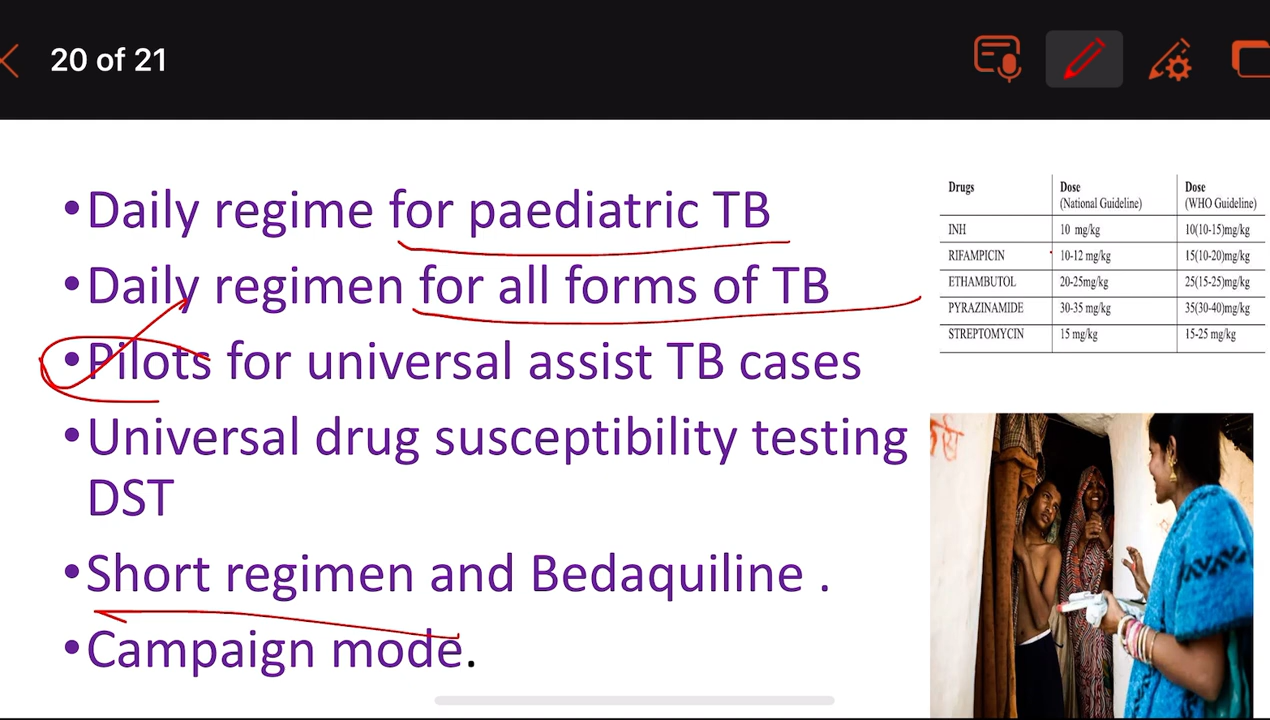 20 of 21
•Daily regime for paediatric TB
•Daily regimen for all forms of TB
•Pilots for universal assist TB cases
•Universal drug susceptibility testing
DST
•Short regimen and Bedaquiline .
•Campaign mode.
Drugs Dose Dose
(National Guideline) (WHO Guideline)
INH 10 mg/kg 10(10-15)mg/kg
RIFAMPICIN 10-12 mg/kg 15(10-20)mg/kg
ETHAMBUTOL 20-25mg/kg 25(15-25)mg/kg
PYRAZINAMIDE 30-35 mg/kg 35(30-40)mg/kg
STREPTOMYCIN 15 mg/kg 15-25 mg/kg